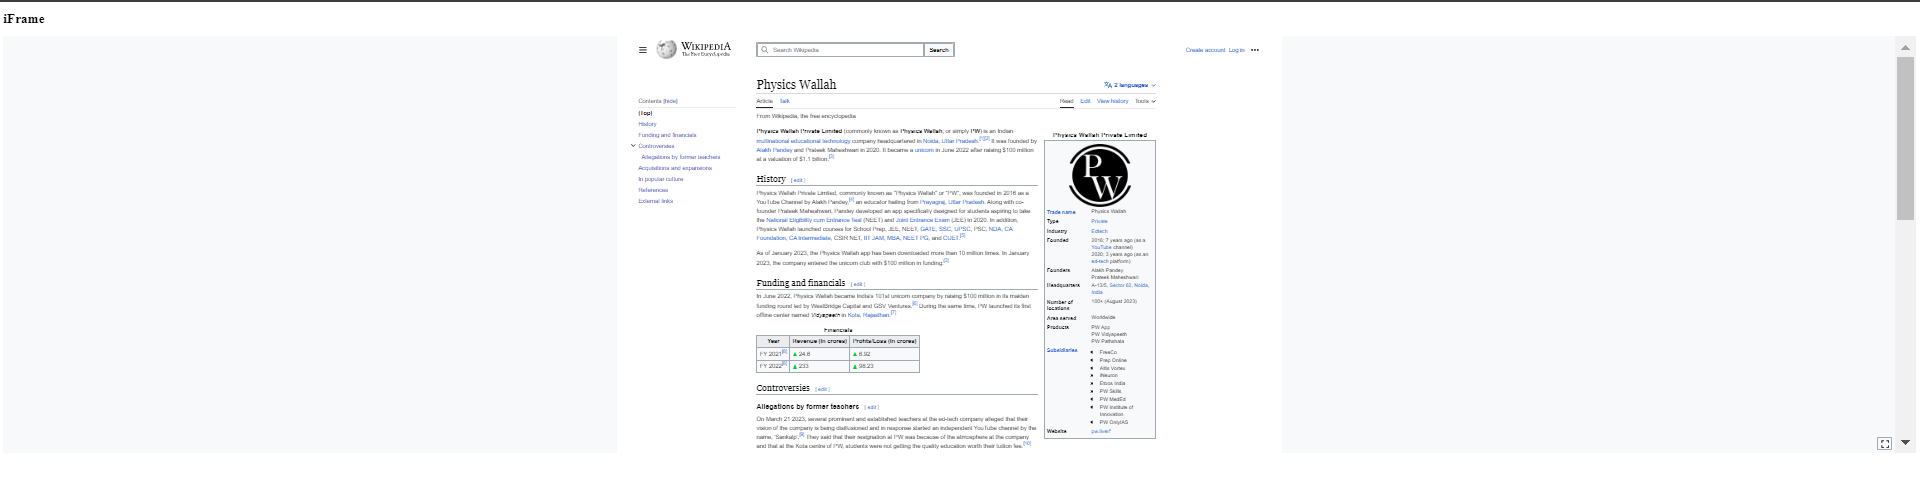 iFrame
WIKIPEDIA
The Free Encyclopedia
Search Wikipedia
Search
Create account Log in
Physics Wallah
2 languages
Contents [hide]
(Top)
History
Funding and financials
Controversies
Allegations by former teachers
Acquisitions and expansions
In popular culture
References
External links
Article Talk
Read Edit View history Tools
From Wikipedia, the free encyclopedia
Physics Wallah Private Limited (commonly known as Physics Wallah; or simply PW) is an Indian
multinational educational technology company headquartered in Noida, Uttar Pradesh.[1][2] It was founded by
Alakh Pandey and Prateek Maheshwari in 2020. It became a unicorn in June 2022 after raising $100 million
at a valuation of $1.1 billion.[3]
History [edit]
Physics Wallah Private Limited, commonly known as "Physics Wallah" or "PW", was founded in 2016 as a
YouTube Channel by Alakh Pandey,[4] an educator hailing from Prayagraj, Uttar Pradesh. Along with co-
founder Prateek Maheshwari, Pandey developed an app specifically designed for students aspiring to take
the National Eligibility cum Entrance Test (NEET) and Joint Entrance Exam (JEE) in 2020. In addition,
Physics Wallah launched courses for School Prep, JEE, NEET, GATE, SSC, UPSC, PSC, NDA, CA
Foundation, CA Intermediate, CSIR NET, IIT JAM, MBA, NEET PG, and CUET.[5]
As of January 2023, the Physics Wallah app has been downloaded more than 10 million times. In January
2023, the company entered the unicorn club with $100 million in funding.[3]
Funding and financials [edit]
In June 2022, Physics Wallah became India's 101st unicorn company by raising $100 million in its maiden
funding round led by WestBridge Capital and GSV Ventures.[6] During the same time, PW launched its first
offline center named Vidyapeeth in Kota, Rajasthan.[7]
Financials
Year Revenue (in crores) Profits/Loss (in crores)
FY 2021[8] ▲ 24.6 ▲ 6.92
FY 2022[8] ▲ 233 ▲ 98.23
Controversies [edit]
Allegations by former teachers [edit]
On March 21 2023, several prominent and established teachers at the ed-tech company alleged that their
vision of the company is being disillusioned and in response started an independent YouTube channel by the
name, 'Sankalp'.[9] They said that their resignation at PW was because of the atmosphere at the company
and that at the Kota centre of PW, students were not getting the quality education worth their tuition fee.[10]
Physics Wallah Private Limited
P
W
Trade name Physics Wallah
Type Private
Industry Edtech
Founded 2016; 7 years ago (as a
YouTube channel)
2020; 3 years ago (as an
ed-tech platform)
Founders Alakh Pandey
Prateek Maheshwari
Headquarters A-13/5, Sector 62, Noida,
India
Number of 100+ (August 2023)
locations
Area served Worldwide
Products PW App
PW Vidyapeeth
PW Pathshala
Subsidiaries
FreeCo
Prep Online
Altis Vortex
iNeuron
Etoos India
PW Skills
PW MedEd
PW Institute of
Innovation
PW OnlyIAS
Website pw.live